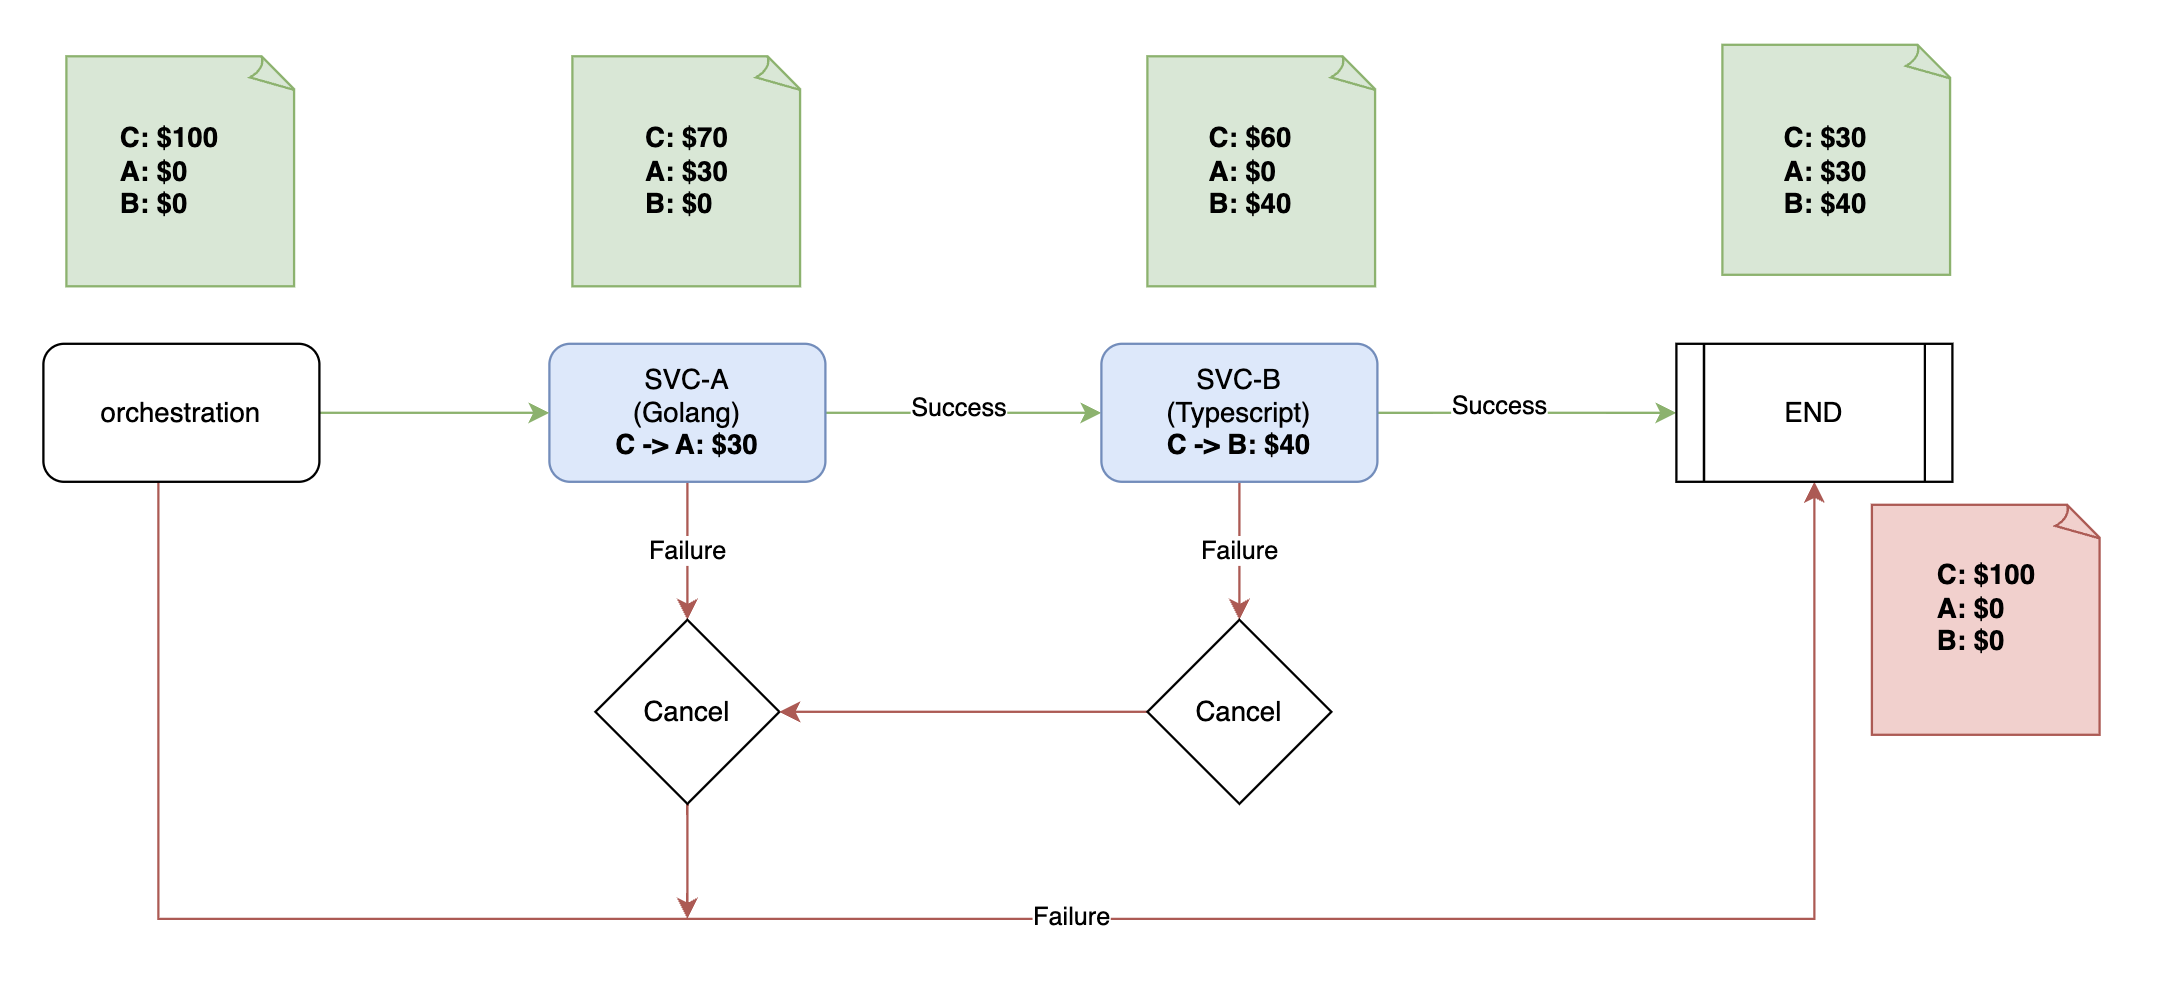 C: $100
A: $0
B: $0
C: $70
A: $30
B: $0
C: $60
A: $0
B: $40
C: $30
A: $30
B: $40
orchestration
SVC-A
(Golang)
C -> A: $30
Success
SVC-B
(Typescript)
C -> B: $40
Success
END
Failure
Failure
C: $100
A: $0
B: $0
Cancel
Cancel
Failure